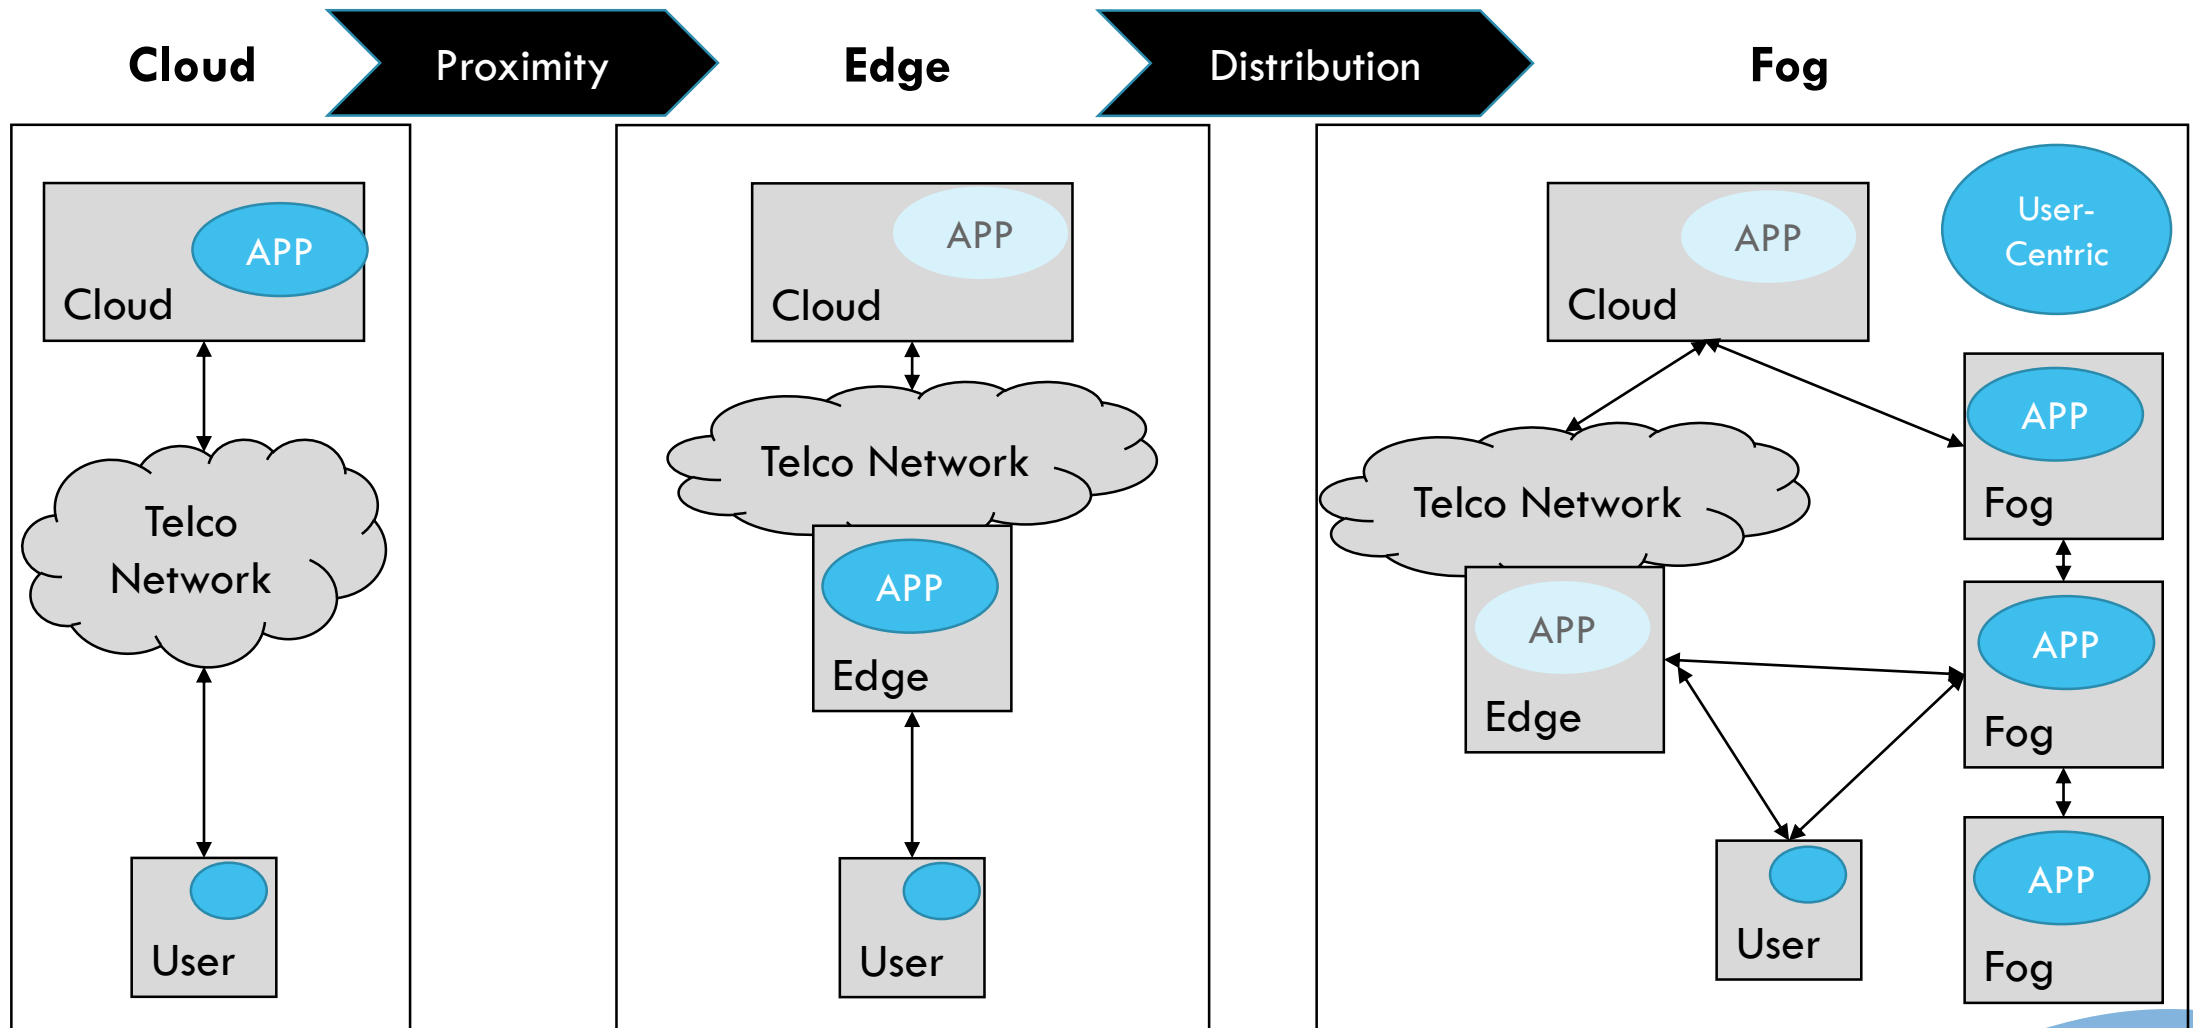 Cloud
Proximity
Edge
Distribution
Fog
APP
Cloud
Telco
Network
User
APP
Cloud
Telco Network
APP
Edge
User
APP
Cloud
User-
Centric
Telco Network
APP
Edge
User
APP
Fog
APP
Fog
APP
Fog